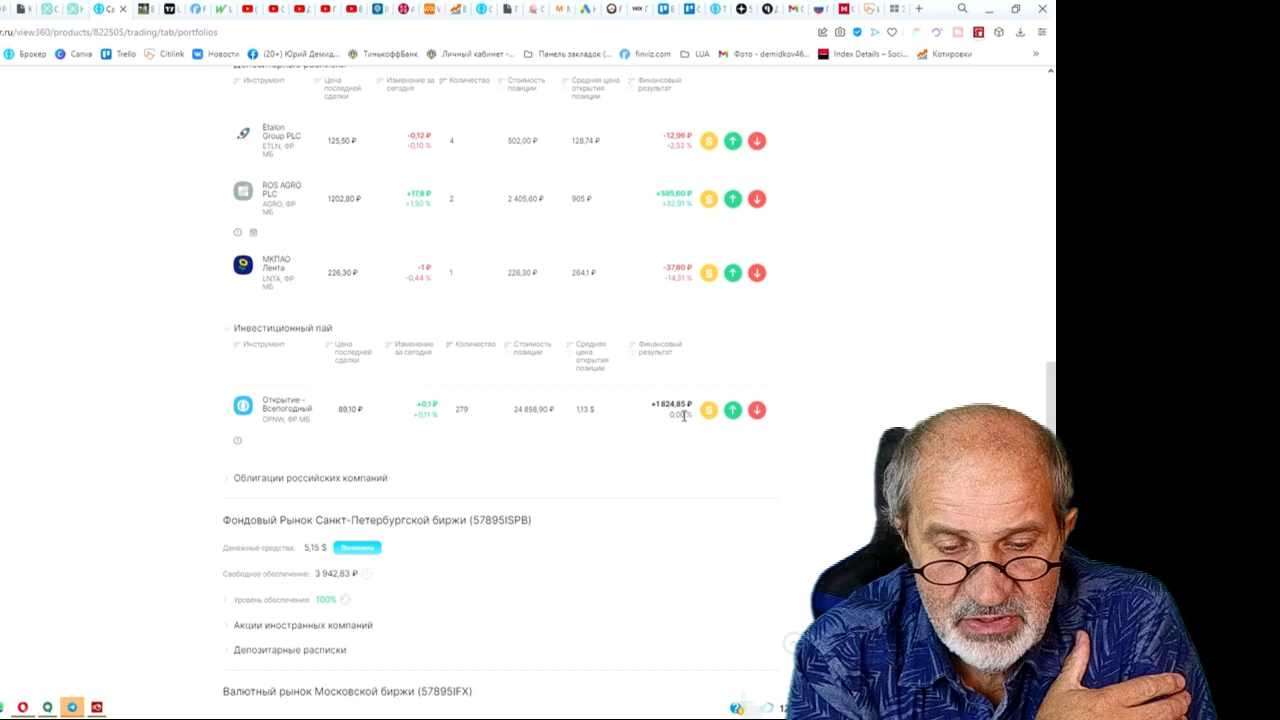 r.ru/view360/products/822505/trading/tab/portfolios
Брокер Canva Trello Citilink Новости (20+) Юрий Демид... ТинькоффБанк Личный кабинет -... Панель закладок (... finviz.com LUA Фото - demidkov46... Index Details – Soci... Котировки »
Инструмент Цена последней сделки Изменение за сегодня Количество Стоимость позиции Средняя цена открытия позиции Финансовый результат
Etalon
Group PLC
ETLN, ФР
МБ
125,50 ₽
-0,12 ₽
-0,10 %
4
502,00 ₽
128,74 ₽
-12,96 ₽
-2,52 %
S
ROS AGRO
PLC
AGRO, ФР
МБ
1202,80 ₽
+17,8 ₽
+1,50 %
2
2 405,60 ₽
905 ₽
+595,60 ₽
+32,91 %
S
МКПАО
Лента
LNTA, ФР
МБ
226,30 ₽
-1 ₽
-0,44 %
1
226,30 ₽
264,1 ₽
-37,80 ₽
-14,31 %
S
Инвестиционный пай
Инструмент Цена последней сделки Изменение за сегодня Количество Стоимость позиции Средняя цена открытия позиции Финансовый результат
Открытие -
Всепогодный
OPNW, ФР МБ
89,10 ₽
+0,1 ₽
+0,11 %
279
24 858,90 ₽
1,13 $
+1 824,85 ₽
0,00 %
S
Облигации российских компаний
Фондовый Рынок Санкт-Петербургской биржи (57895ISPB)
Денежные средства: 5,15 $ Пополнить
Свободное обеспечение: 3 942,83 ₽
Уровень обеспечения: 100%
Акции иностранных компаний
Депозитарные расписки
Валютный рынок Московской биржи (57895IFX)